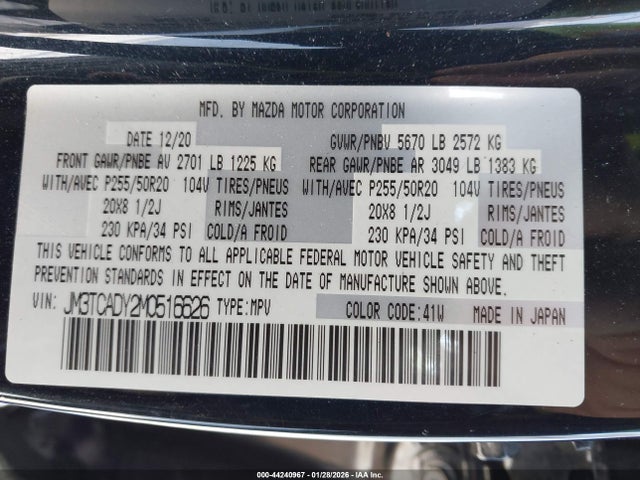 MFD. BY MAZDA MOTOR CORPORATION
DATE 12/20 GVWR/PNBV 5670 LB 2572 KG
FRONT GAWR/PNBE AV 2701 LB 1225 KG REAR GAWR/PNBE AR 3049 LB 1383 KG
WITH/AVEC P255/50R20 104V TIRES/PNEUS WITH/AVEC P255/50R20 104V TIRES/PNEUS
20X8 1/2J RIMS/JANTES 20X8 1/2J RIMS/JANTES
230 KPA/34 PSI COLD/A FROID 230 KPA/34 PSI COLD/A FROID
THIS VEHICLE CONFORMS TO ALL APPLICABLE FEDERAL MOTOR VEHICLE SAFETY AND THEFT
PREVENTION STANDARDS IN EFFECT ON THE DATE OF MANUFACTURE SHOWN ABOVE.
VIN: JM3TCADY2M0516626 TYPE:MPV COLOR CODE:41W MADE IN JAPAN
000-44240967 - 01/28/2026 - IAA Inc.